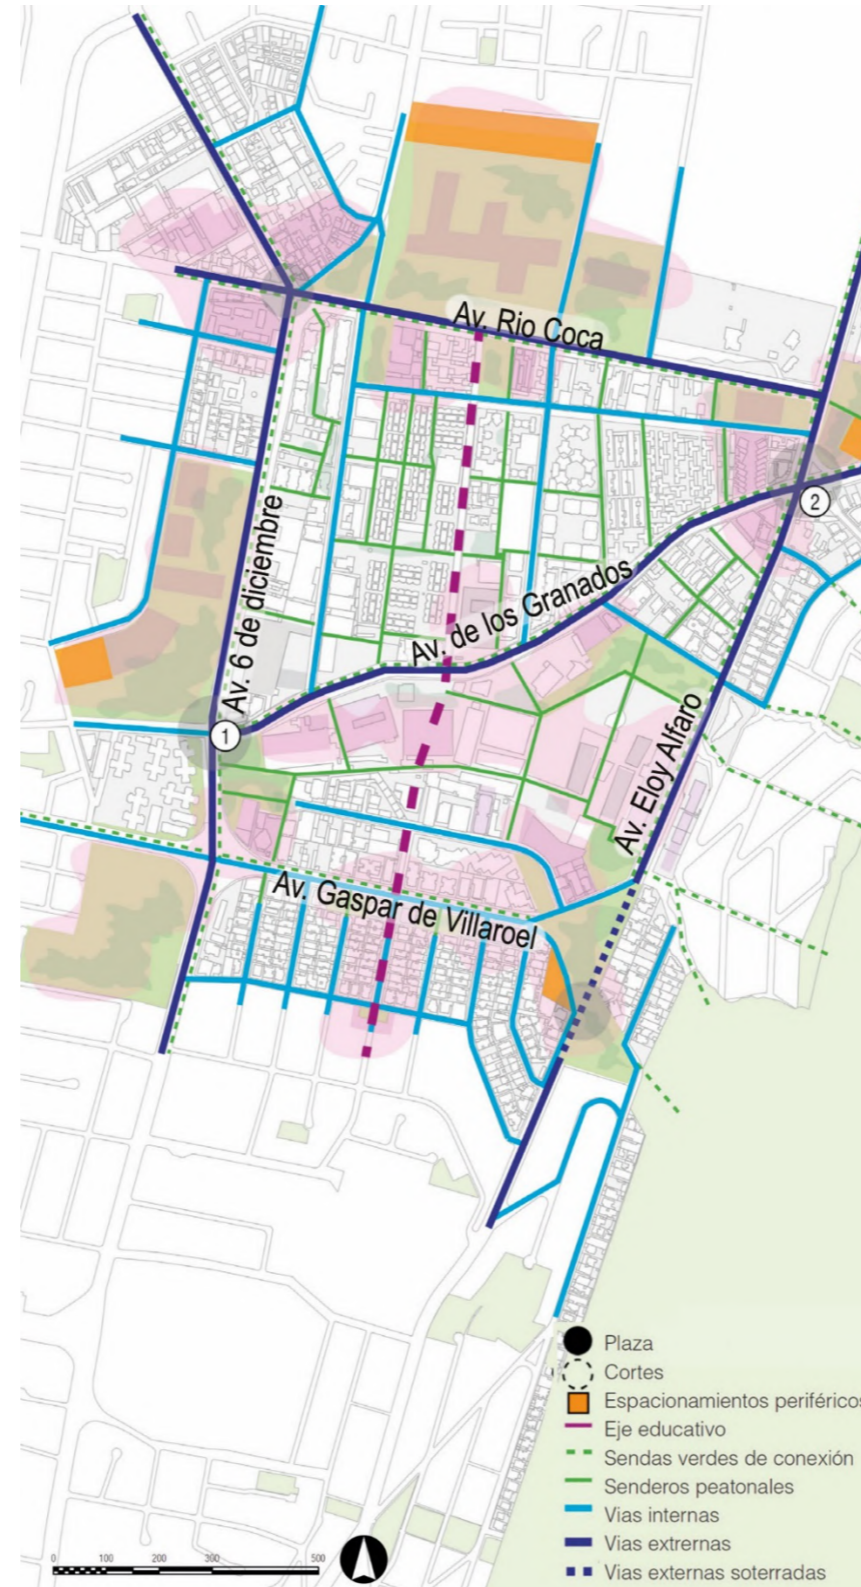 Av. Rio Coca
Av. 6 de diciembre
Av. de los Granados
2
1
Av. Eloy Alfaro
Av. Gaspar de Villaroel
Plaza
Cortes
Espacionamientos periféricos
Eje educativo
Sendas verdes de conexión
Senderos peatonales
Vias internas
Vias extrernas
Vias externas soterradas
0 100 200 300 500